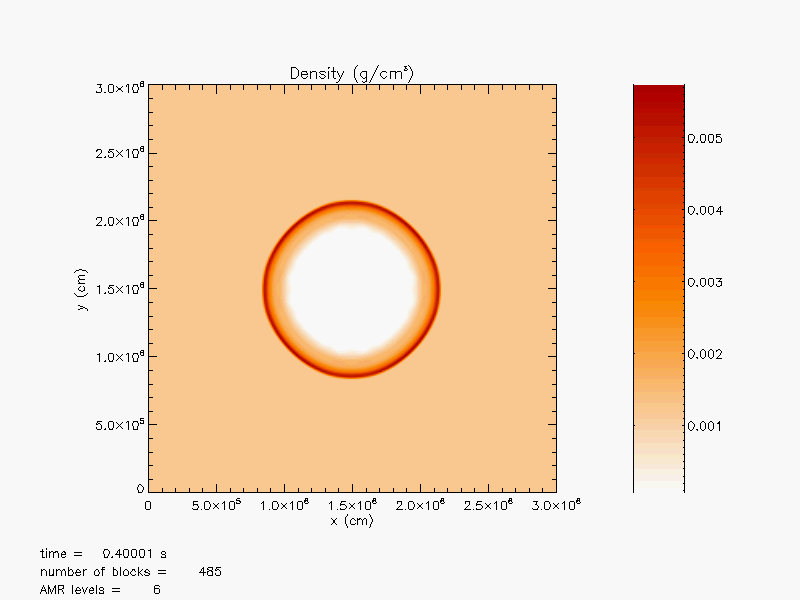 Density (g/cm³)
3.0×10⁶
2.5×10⁶
2.0×10⁶
1.5×10⁶
1.0×10⁶
5.0×10⁵
0
y (cm)
0 5.0×10⁵ 1.0×10⁶ 1.5×10⁶ 2.0×10⁶ 2.5×10⁶ 3.0×10⁶
x (cm)
0.005
0.004
0.003
0.002
0.001
time = 0.40001 s
number of blocks = 485
AMR levels = 6